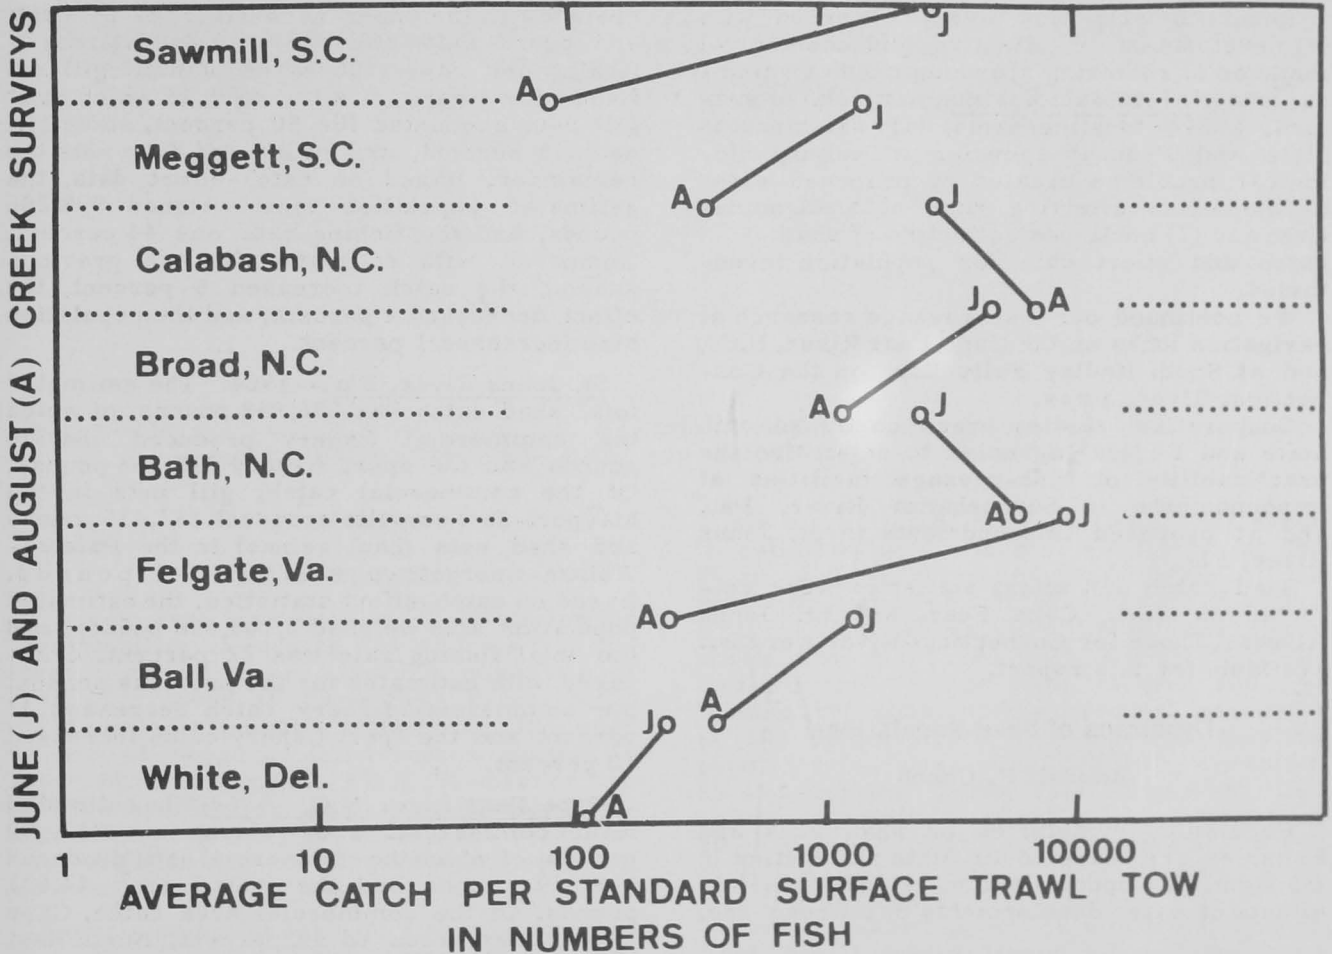 JUNE (J) AND AUGUST (A) CREEK SURVEYS
J
Sawmill, S.C.
A
J
Meggett, S.C.
A
J
Calabash, N.C.
J A
Broad, N.C.
A J
Bath, N.C.
A J
Felgate, Va.
A J
Ball, Va.
J A
White, Del.
A
1 10 100 1000 10000
AVERAGE CATCH PER STANDARD SURFACE TRAWL TOW
IN NUMBERS OF FISH